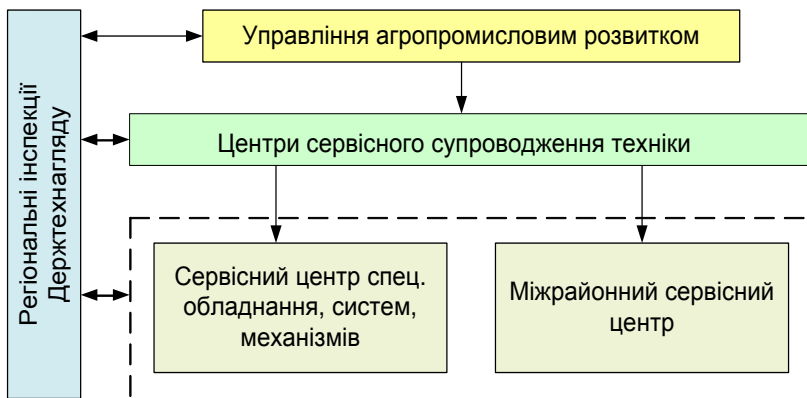 Управління агропромисловим розвитком
Регіональні інспекції
Держтехнагляду
Центри сервісного супроводження техніки
Сервісний центр спец.
обладнання, систем,
механізмів
Міжрайонний сервісний
центр